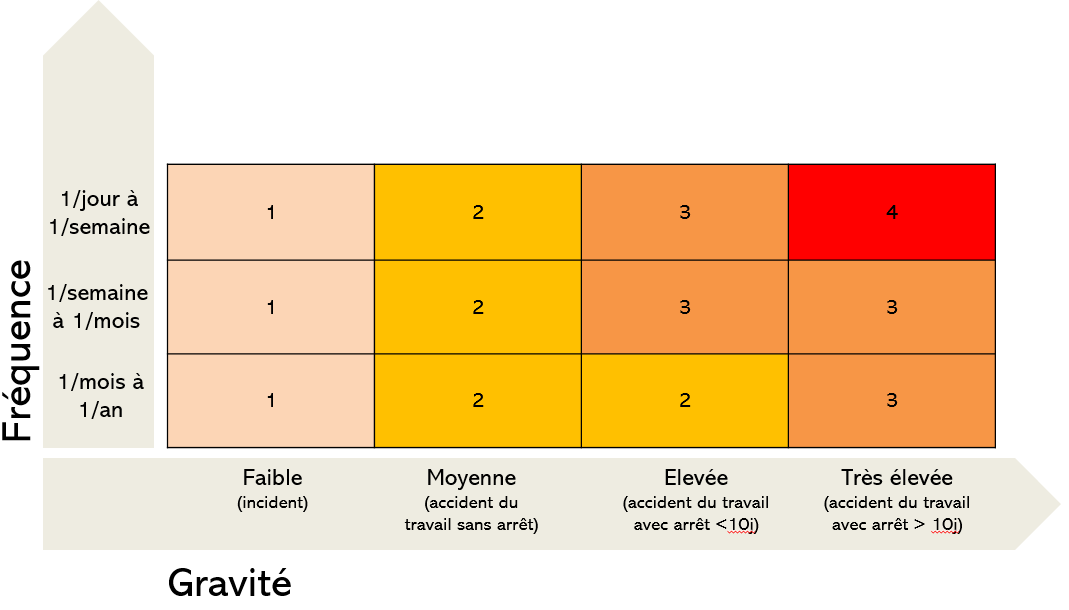 1/jour à
1/semaine
1
2
3
4
1/semaine
à 1/mois
1
2
3
3
1/mois à
1/an
1
2
2
3
Fréquence
Faible
(incident)
Moyenne
(accident du
travail sans arrêt)
Elevée
(accident du travail
avec arrêt <10j)
Très élevée
(accident du travail
avec arrêt > 10j)
Gravité